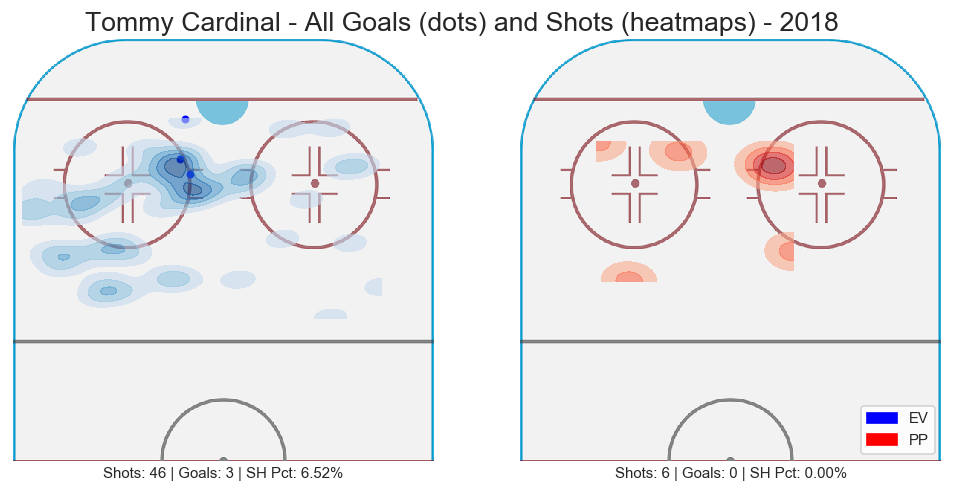 Tommy Cardinal - All Goals (dots) and Shots (heatmaps) - 2018
EV
PP
Shots: 46 | Goals: 3 | SH Pct: 6.52%
Shots: 6 | Goals: 0 | SH Pct: 0.00%